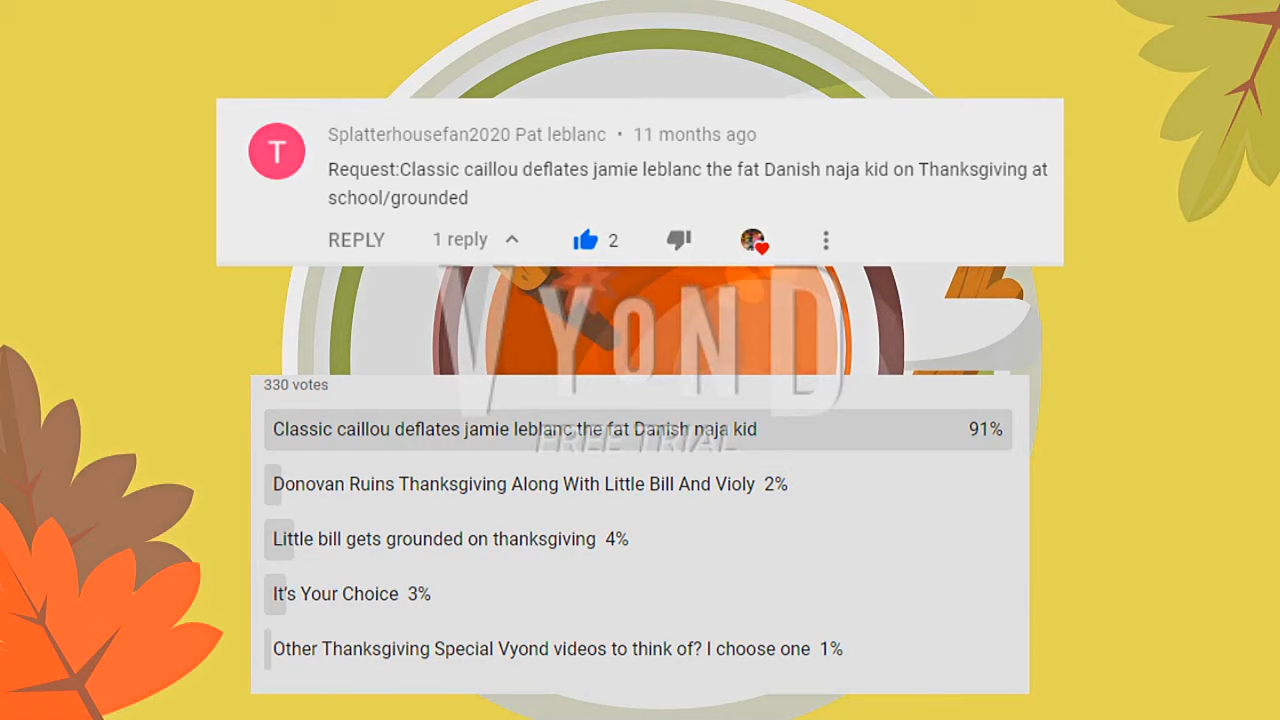 T
Splatterhousefan2020 Pat leblanc • 11 months ago
Request:Classic caillou deflates jamie leblanc the fat Danish naja kid on Thanksgiving at
school/grounded
REPLY 1 reply 2
VYOND
FREE TRIAL
330 votes
Classic caillou deflates jamie leblanc the fat Danish naja kid 91%
Donovan Ruins Thanksgiving Along With Little Bill And Violy 2%
Little bill gets grounded on thanksgiving 4%
It's Your Choice 3%
Other Thanksgiving Special Vyond videos to think of? I choose one 1%